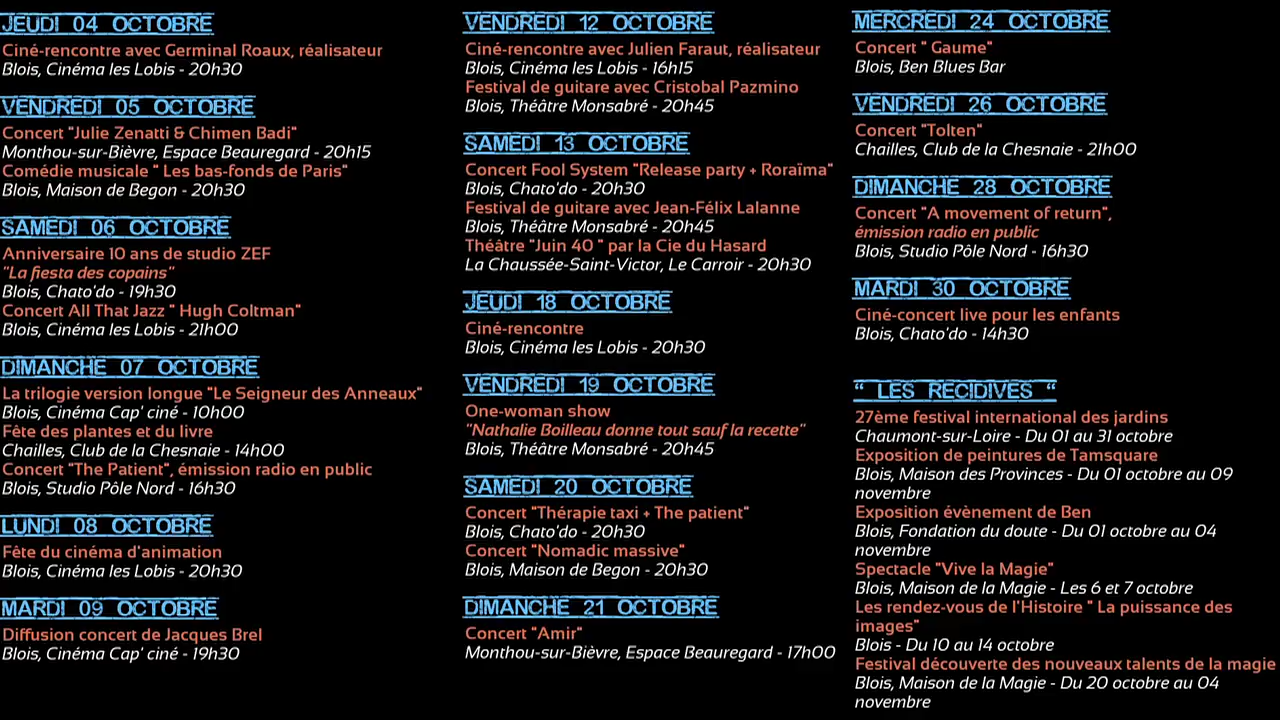 JEUDI 04 OCTOBRE
Ciné-rencontre avec Germinal Roaux, réalisateur
Blois, Cinéma les Lobis - 20h30
VENDREDI 05 OCTOBRE
Concert "Julie Zenatti & Chimen Badi"
Monthou-sur-Bièvre, Espace Beauregard - 20h15
Comédie musicale " Les bas-fonds de Paris"
Blois, Maison de Begon - 20h30
SAMEDI 06 OCTOBRE
Anniversaire 10 ans de studio ZEF
"La fiesta des copains"
Blois, Chato'do - 19h30
Concert All That Jazz " Hugh Coltman"
Blois, Cinéma les Lobis - 21h00
DIMANCHE 07 OCTOBRE
La trilogie version longue "Le Seigneur des Anneaux"
Blois, Cinéma Cap' ciné - 10h00
Fête des plantes et du livre
Chailles, Club de la Chesnaie - 14h00
Concert "The Patient", émission radio en public
Blois, Studio Pôle Nord - 16h30
LUNDI 08 OCTOBRE
Fête du cinéma d'animation
Blois, Cinéma les Lobis - 20h30
MARDI 09 OCTOBRE
Diffusion concert de Jacques Brel
Blois, Cinéma Cap' ciné - 19h30
VENDREDI 12 OCTOBRE
Ciné-rencontre avec Julien Faraut, réalisateur
Blois, Cinéma les Lobis - 16h15
Festival de guitare avec Cristobal Pazmino
Blois, Théâtre Monsabré - 20h45
SAMEDI 13 OCTOBRE
Concert Fool System "Release party + Roraïma"
Blois, Chato'do - 20h30
Festival de guitare avec Jean-Félix Lalanne
Blois, Théâtre Monsabré - 20h45
Théâtre "Juin 40 " par la Cie du Hasard
La Chaussée-Saint-Victor, Le Carroir - 20h30
JEUDI 18 OCTOBRE
Ciné-rencontre
Blois, Cinéma les Lobis - 20h30
VENDREDI 19 OCTOBRE
One-woman show
"Nathalie Boilleau donne tout sauf la recette"
Blois, Théâtre Monsabré - 20h45
SAMEDI 20 OCTOBRE
Concert "Thérapie taxi + The patient"
Blois, Chato'do - 20h30
Concert "Nomadic massive"
Blois, Maison de Begon - 20h30
DIMANCHE 21 OCTOBRE
Concert "Amir"
Monthou-sur-Bièvre, Espace Beauregard - 17h00
MERCREDI 24 OCTOBRE
Concert " Gaume"
Blois, Ben Blues Bar
VENDREDI 26 OCTOBRE
Concert "Tolten"
Chailles, Club de la Chesnaie - 21h00
DIMANCHE 28 OCTOBRE
Concert "A movement of return",
émission radio en public
Blois, Studio Pôle Nord - 16h30
MARDI 30 OCTOBRE
Ciné-concert live pour les enfants
Blois, Chato'do - 14h30
“ LES RECIDIVES “
27ème festival international des jardins
Chaumont-sur-Loire - Du 01 au 31 octobre
Exposition de peintures de Tamsquare
Blois, Maison des Provinces - Du 01 octobre au 09
novembre
Exposition évènement de Ben
Blois, Fondation du doute - Du 01 octobre au 04
novembre
Spectacle "Vive la Magie"
Blois, Maison de la Magie - Les 6 et 7 octobre
Les rendez-vous de l'Histoire " La puissance des
images"
Blois - Du 10 au 14 octobre
Festival découverte des nouveaux talents de la magie
Blois, Maison de la Magie - Du 20 octobre au 04
novembre